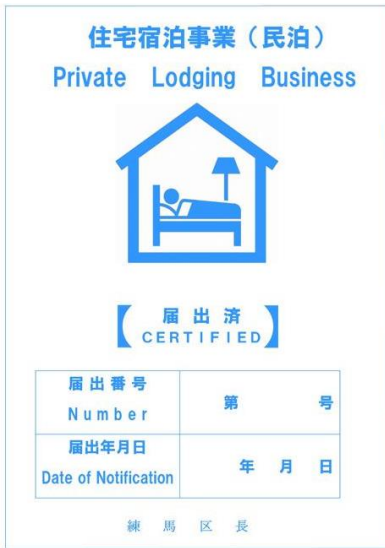 住宅宿泊事業（民泊）
Private Lodging Business
【届出済
CERTIFIED】
届出番号
Number
第 号
届出年月日
Date of Notification
年 月 日
練馬区長